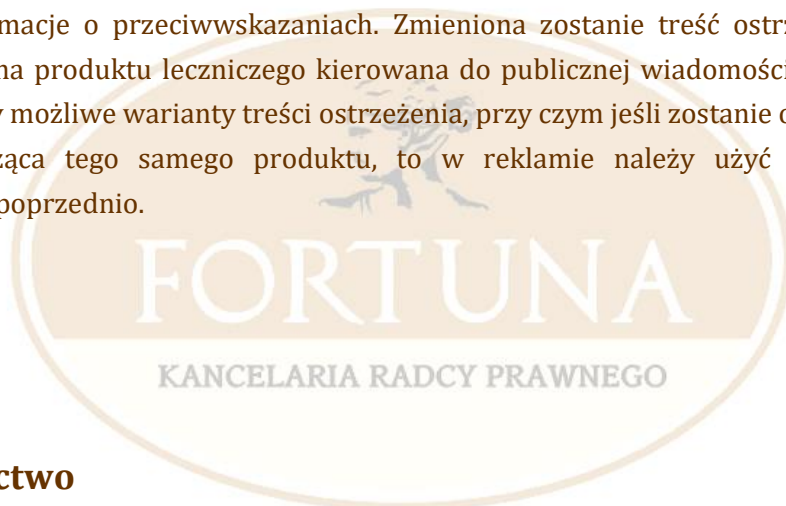 macje o przeciwwskazaniach. Zmieniona zostanie treść ostrz
na produktu leczniczego kierowana do publicznej wiadomości
y możliwe warianty treści ostrzeżenia, przy czym jeśli zostanie o
ząca tego samego produktu, to w reklamie należy użyć
poprzednio.
FORTUNA
KANCELARIA RADCY PRAWNEGO
ctwo